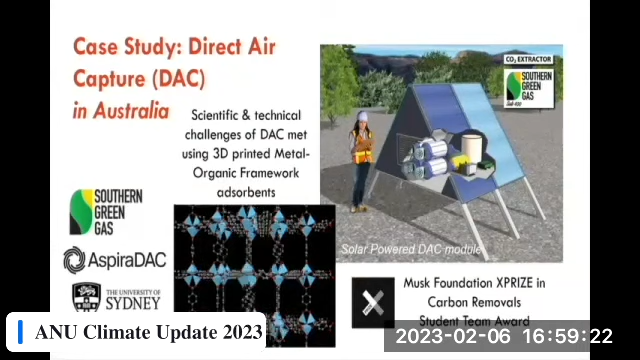 Case Study: Direct Air
Capture (DAC)
in Australia
Scientific & technical
challenges of DAC met
using 3D printed Metal-
Organic Framework
adsorbents
CO₂ EXTRACTOR
SOUTHERN
GREEN
GAS
SOUTHERN
GREEN
GAS
AspiraDAC
THE UNIVERSITY OF
SYDNEY
Solar Powered DAC module
Musk Foundation XPRIZE in
Carbon Removals
Student Team Award
ANU Climate Update 2023
2023-02-06 16:59:22